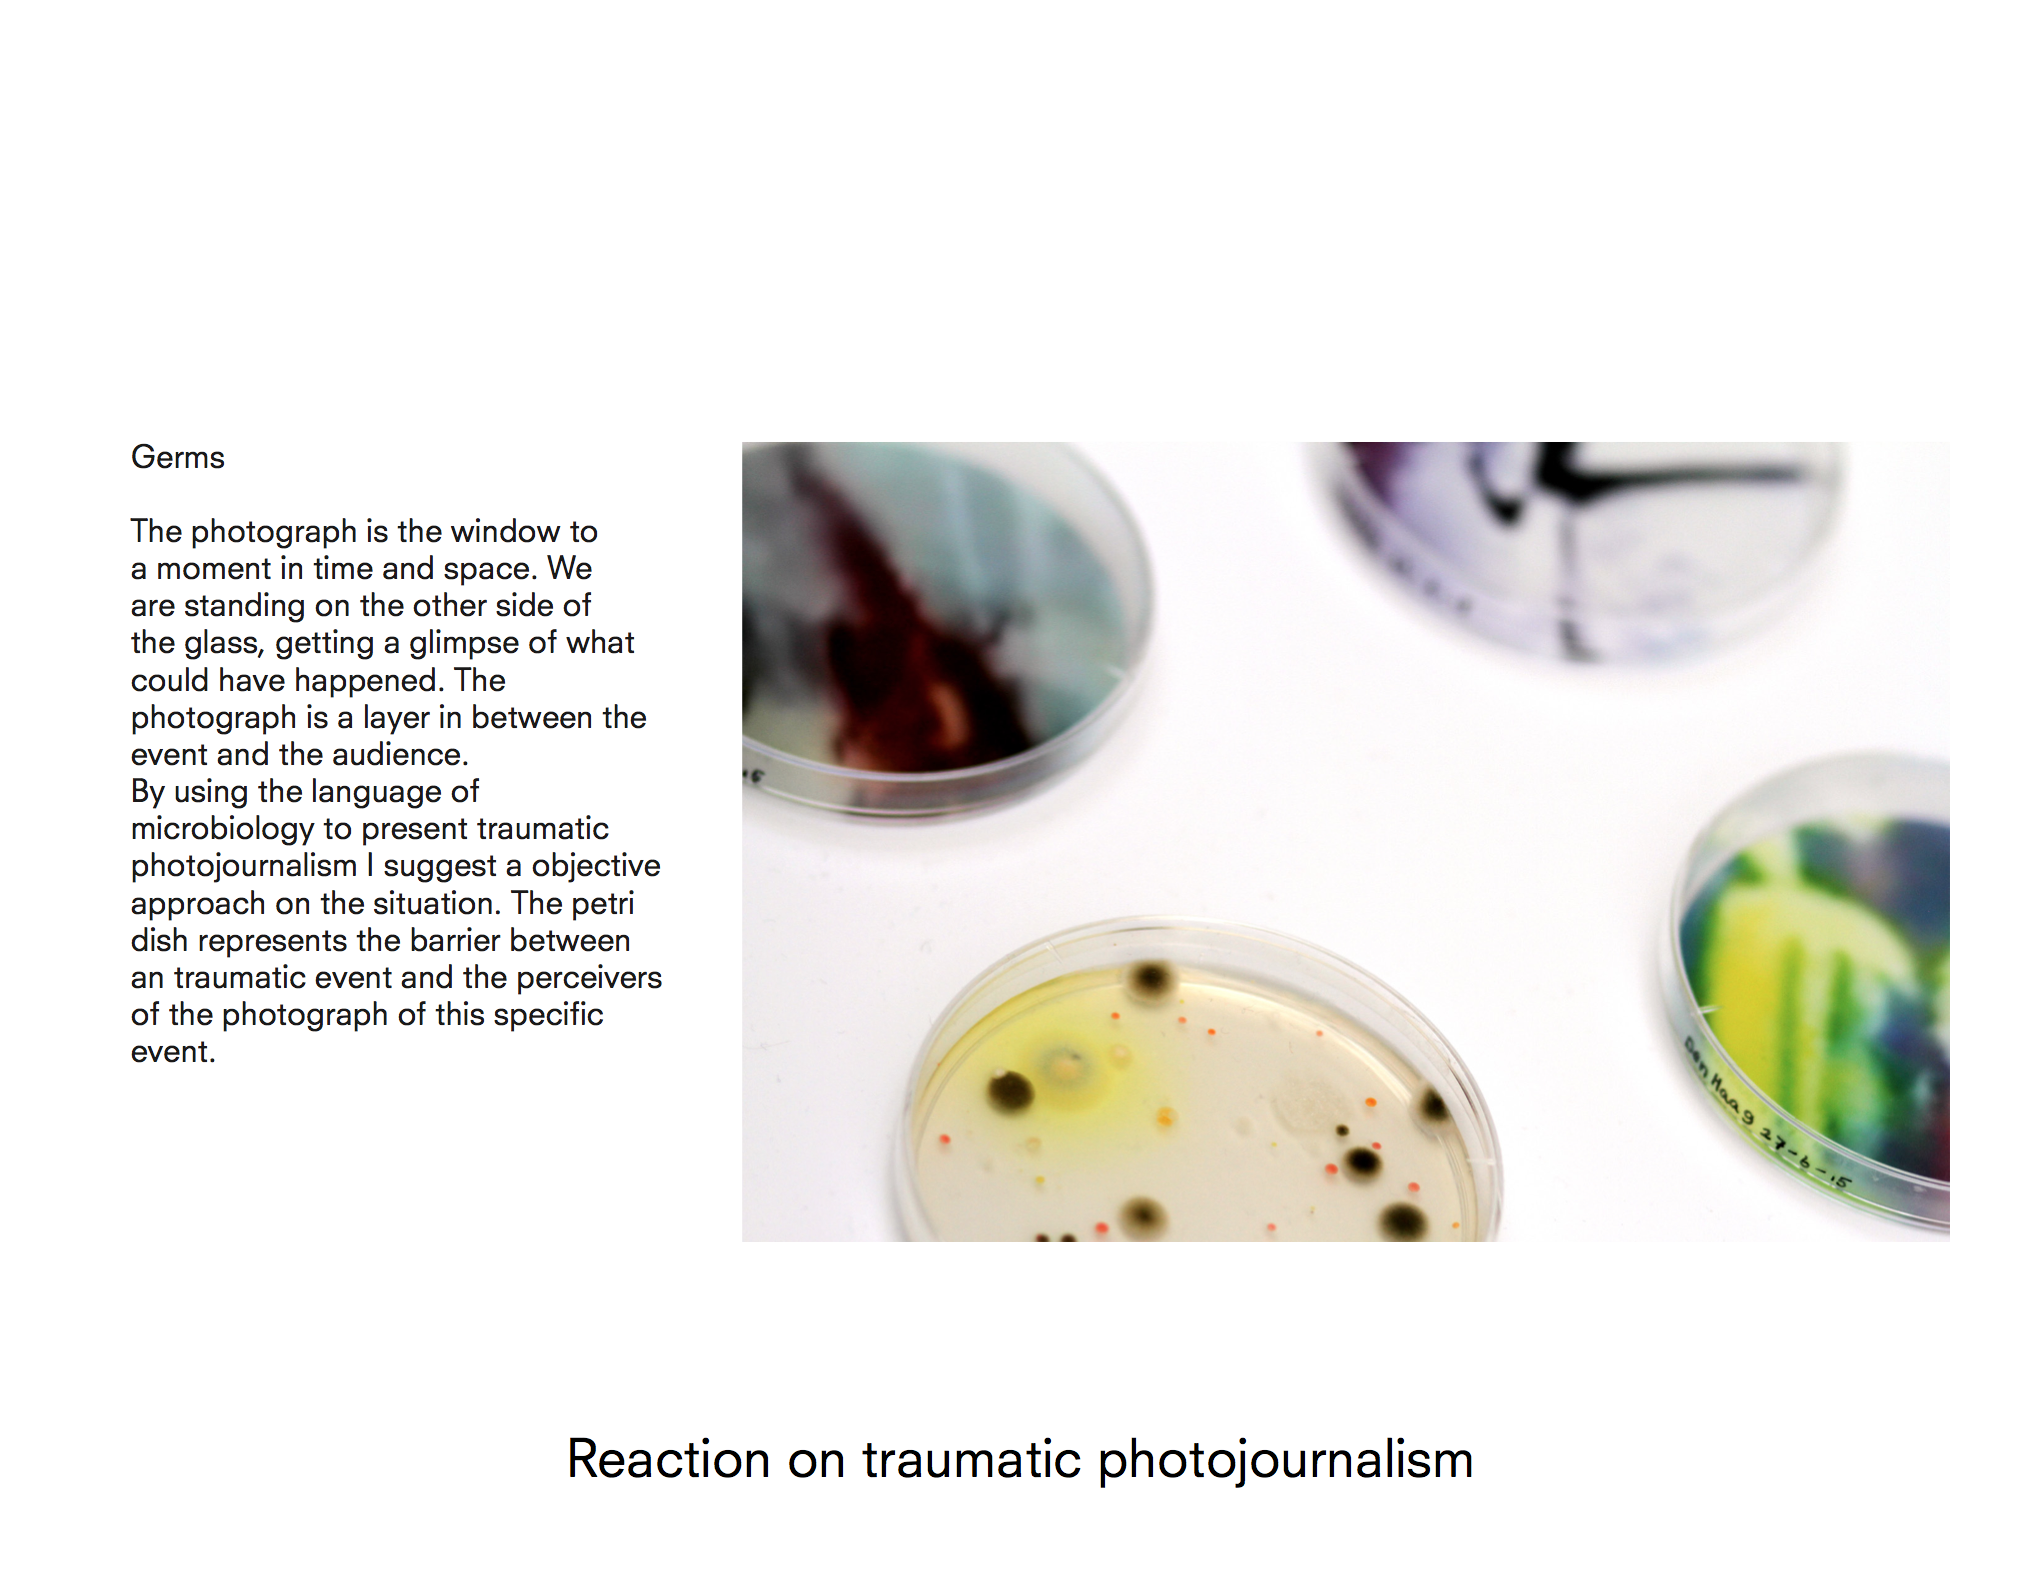 Germs
The photograph is the window to
a moment in time and space. We
are standing on the other side of
the glass, getting a glimpse of what
could have happened. The
photograph is a layer in between the
event and the audience.
By using the language of
microbiology to present traumatic
photojournalism I suggest a objective
approach on the situation. The petri
dish represents the barrier between
an traumatic event and the perceivers
of the photograph of this specific
event.
Den Haag 27-6-15
Reaction on traumatic photojournalism